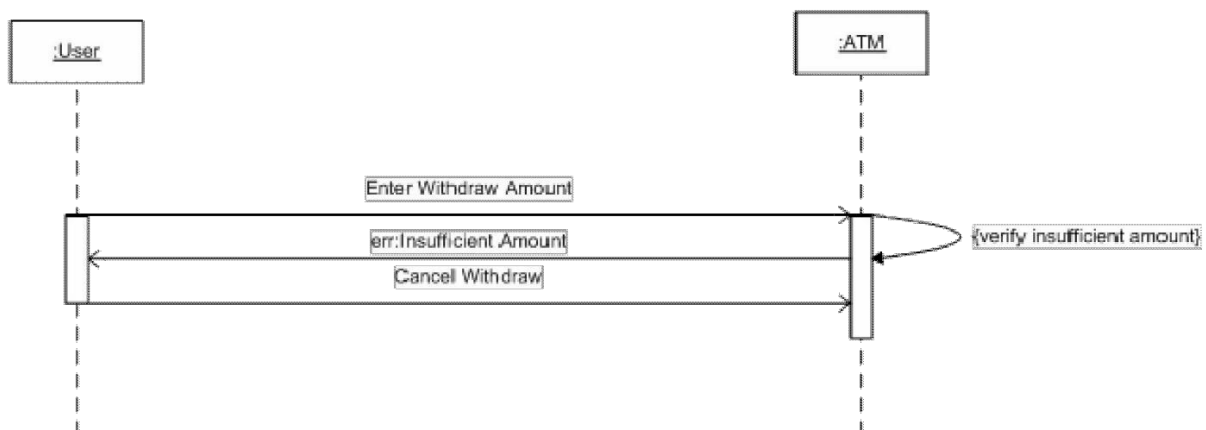 :User
:ATM
Enter Withdraw Amount
err:Insufficient Amount
{verify insufficient amount}
Cancel Withdraw